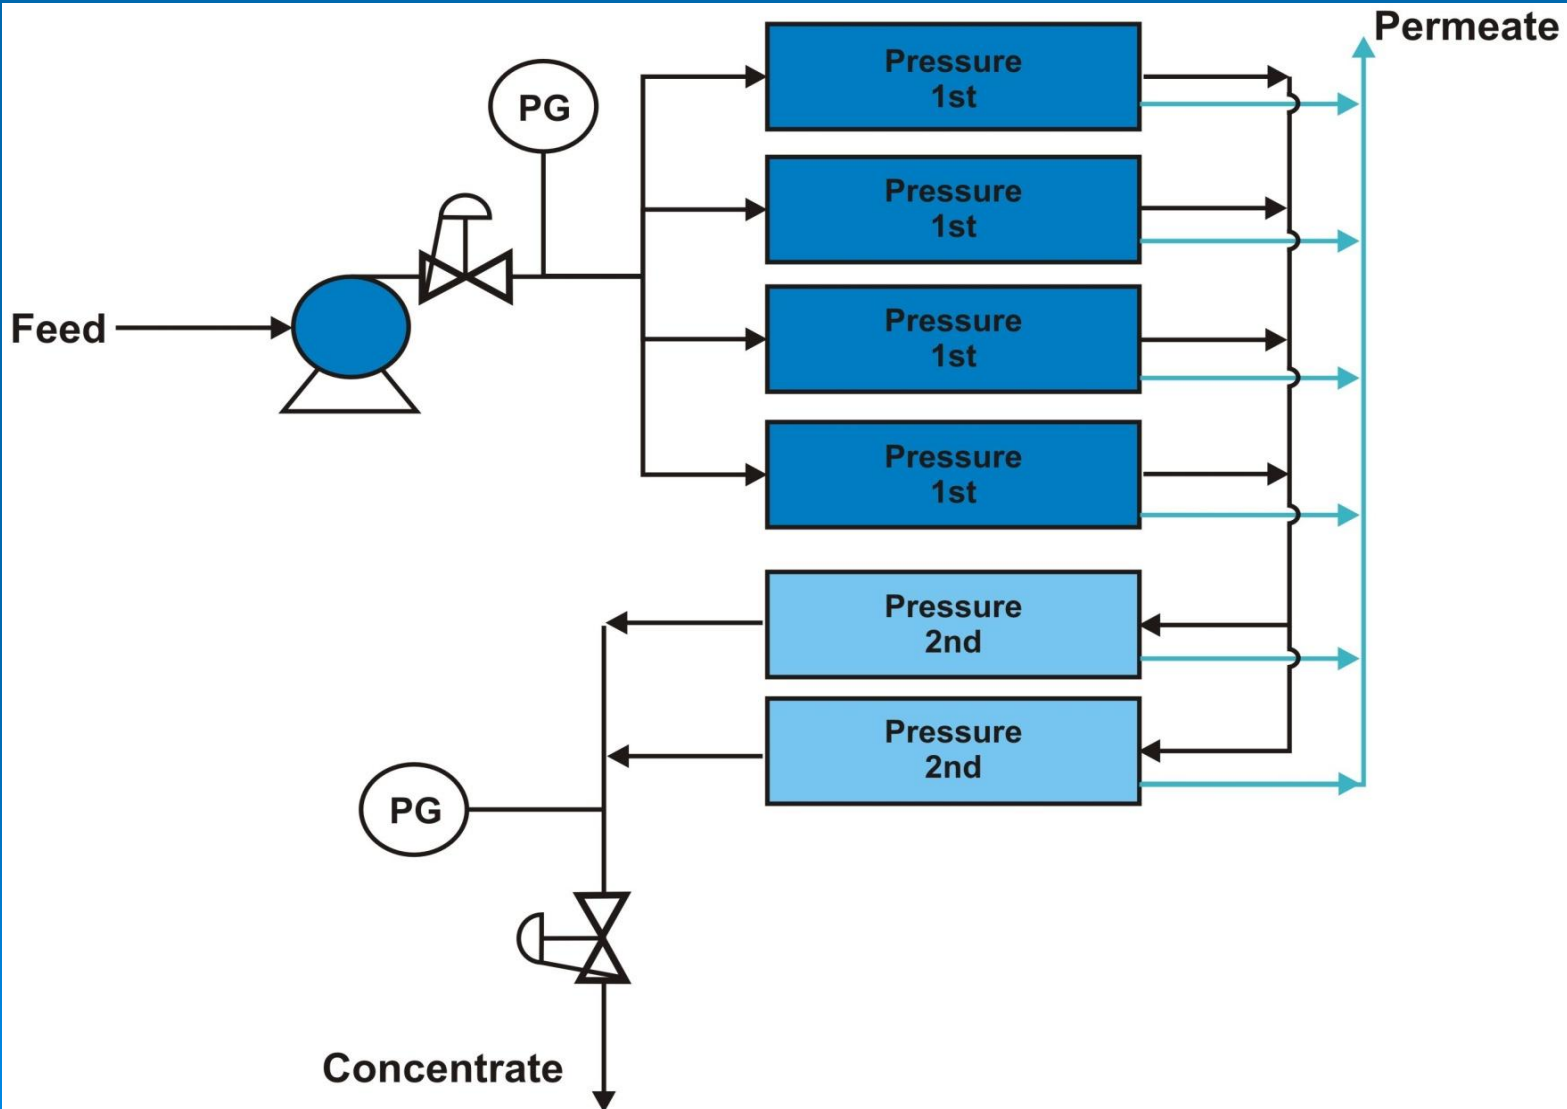 Permeate
Pressure
1st
PG
Pressure
1st
Feed
Pressure
1st
Pressure
1st
Pressure
2nd
Pressure
2nd
PG
Concentrate